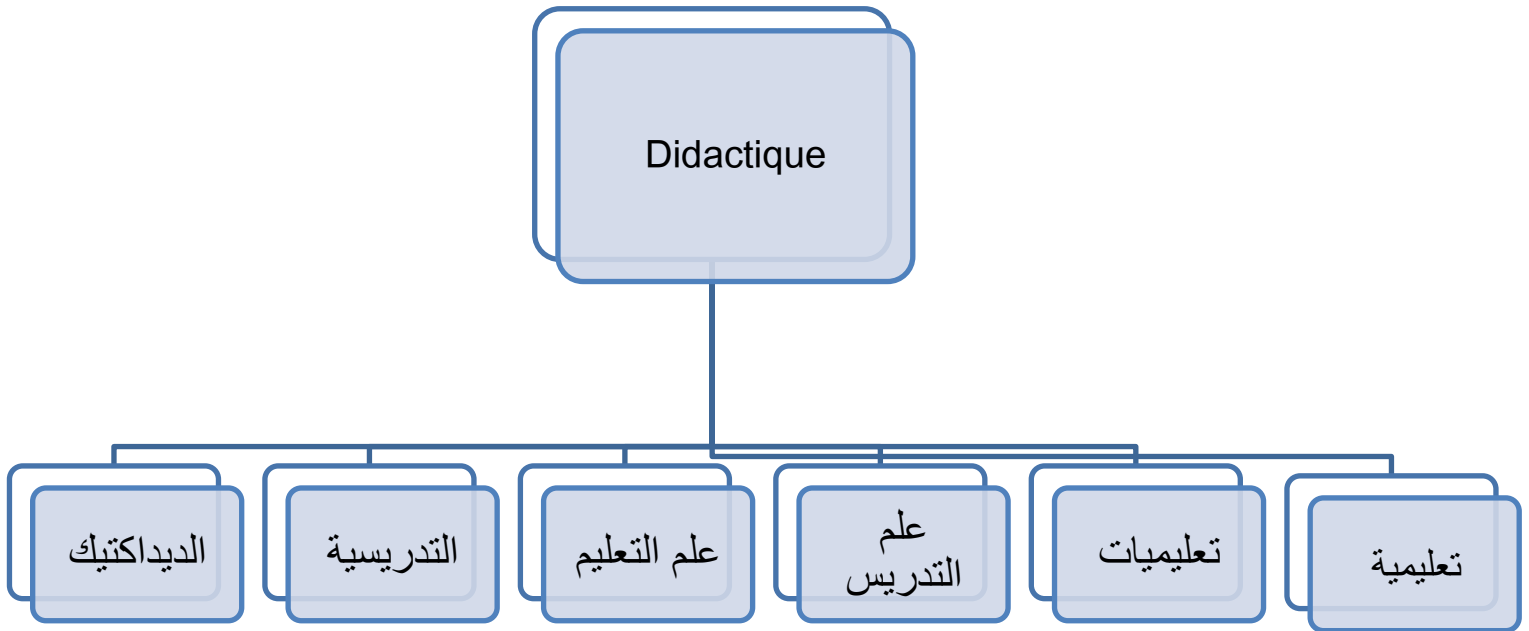 Didactique
تعليمية
تعليميات
علم
التدريس
علم التعليم
التدريسية
الديداكتيك